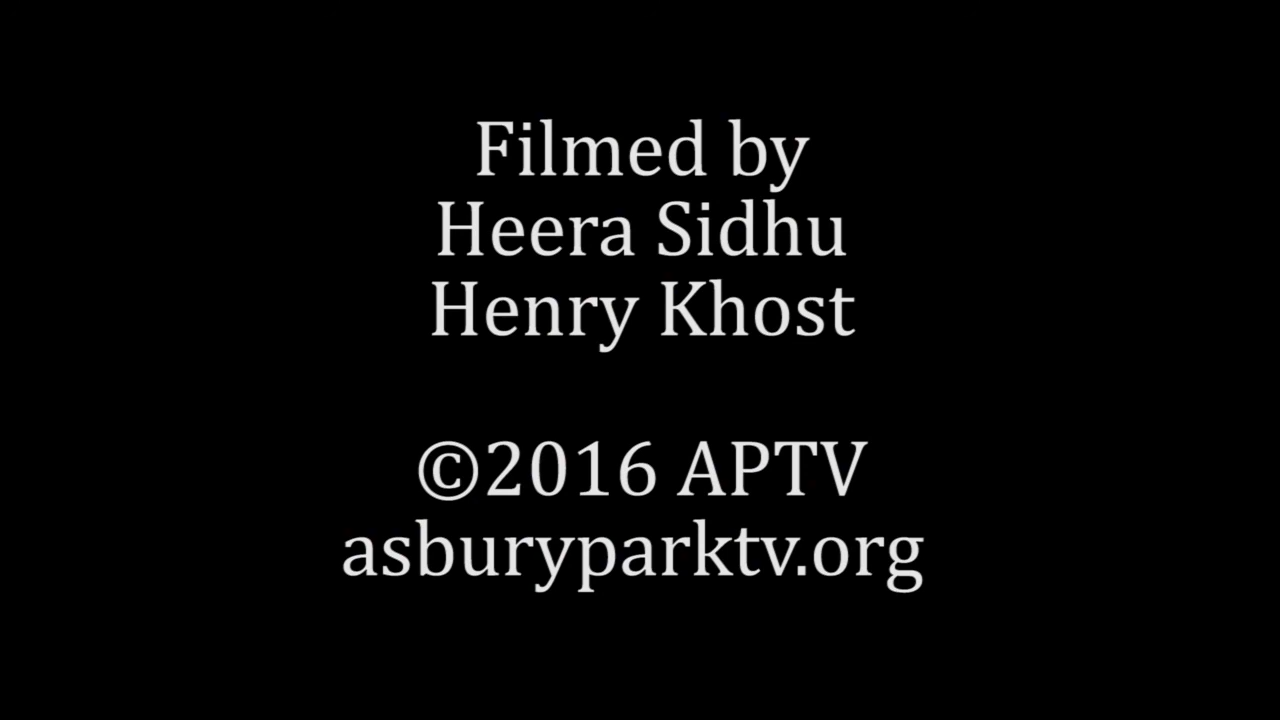 Filmed by
Heera Sidhu
Henry Khost
©2016 APTV
asburyparktv.org